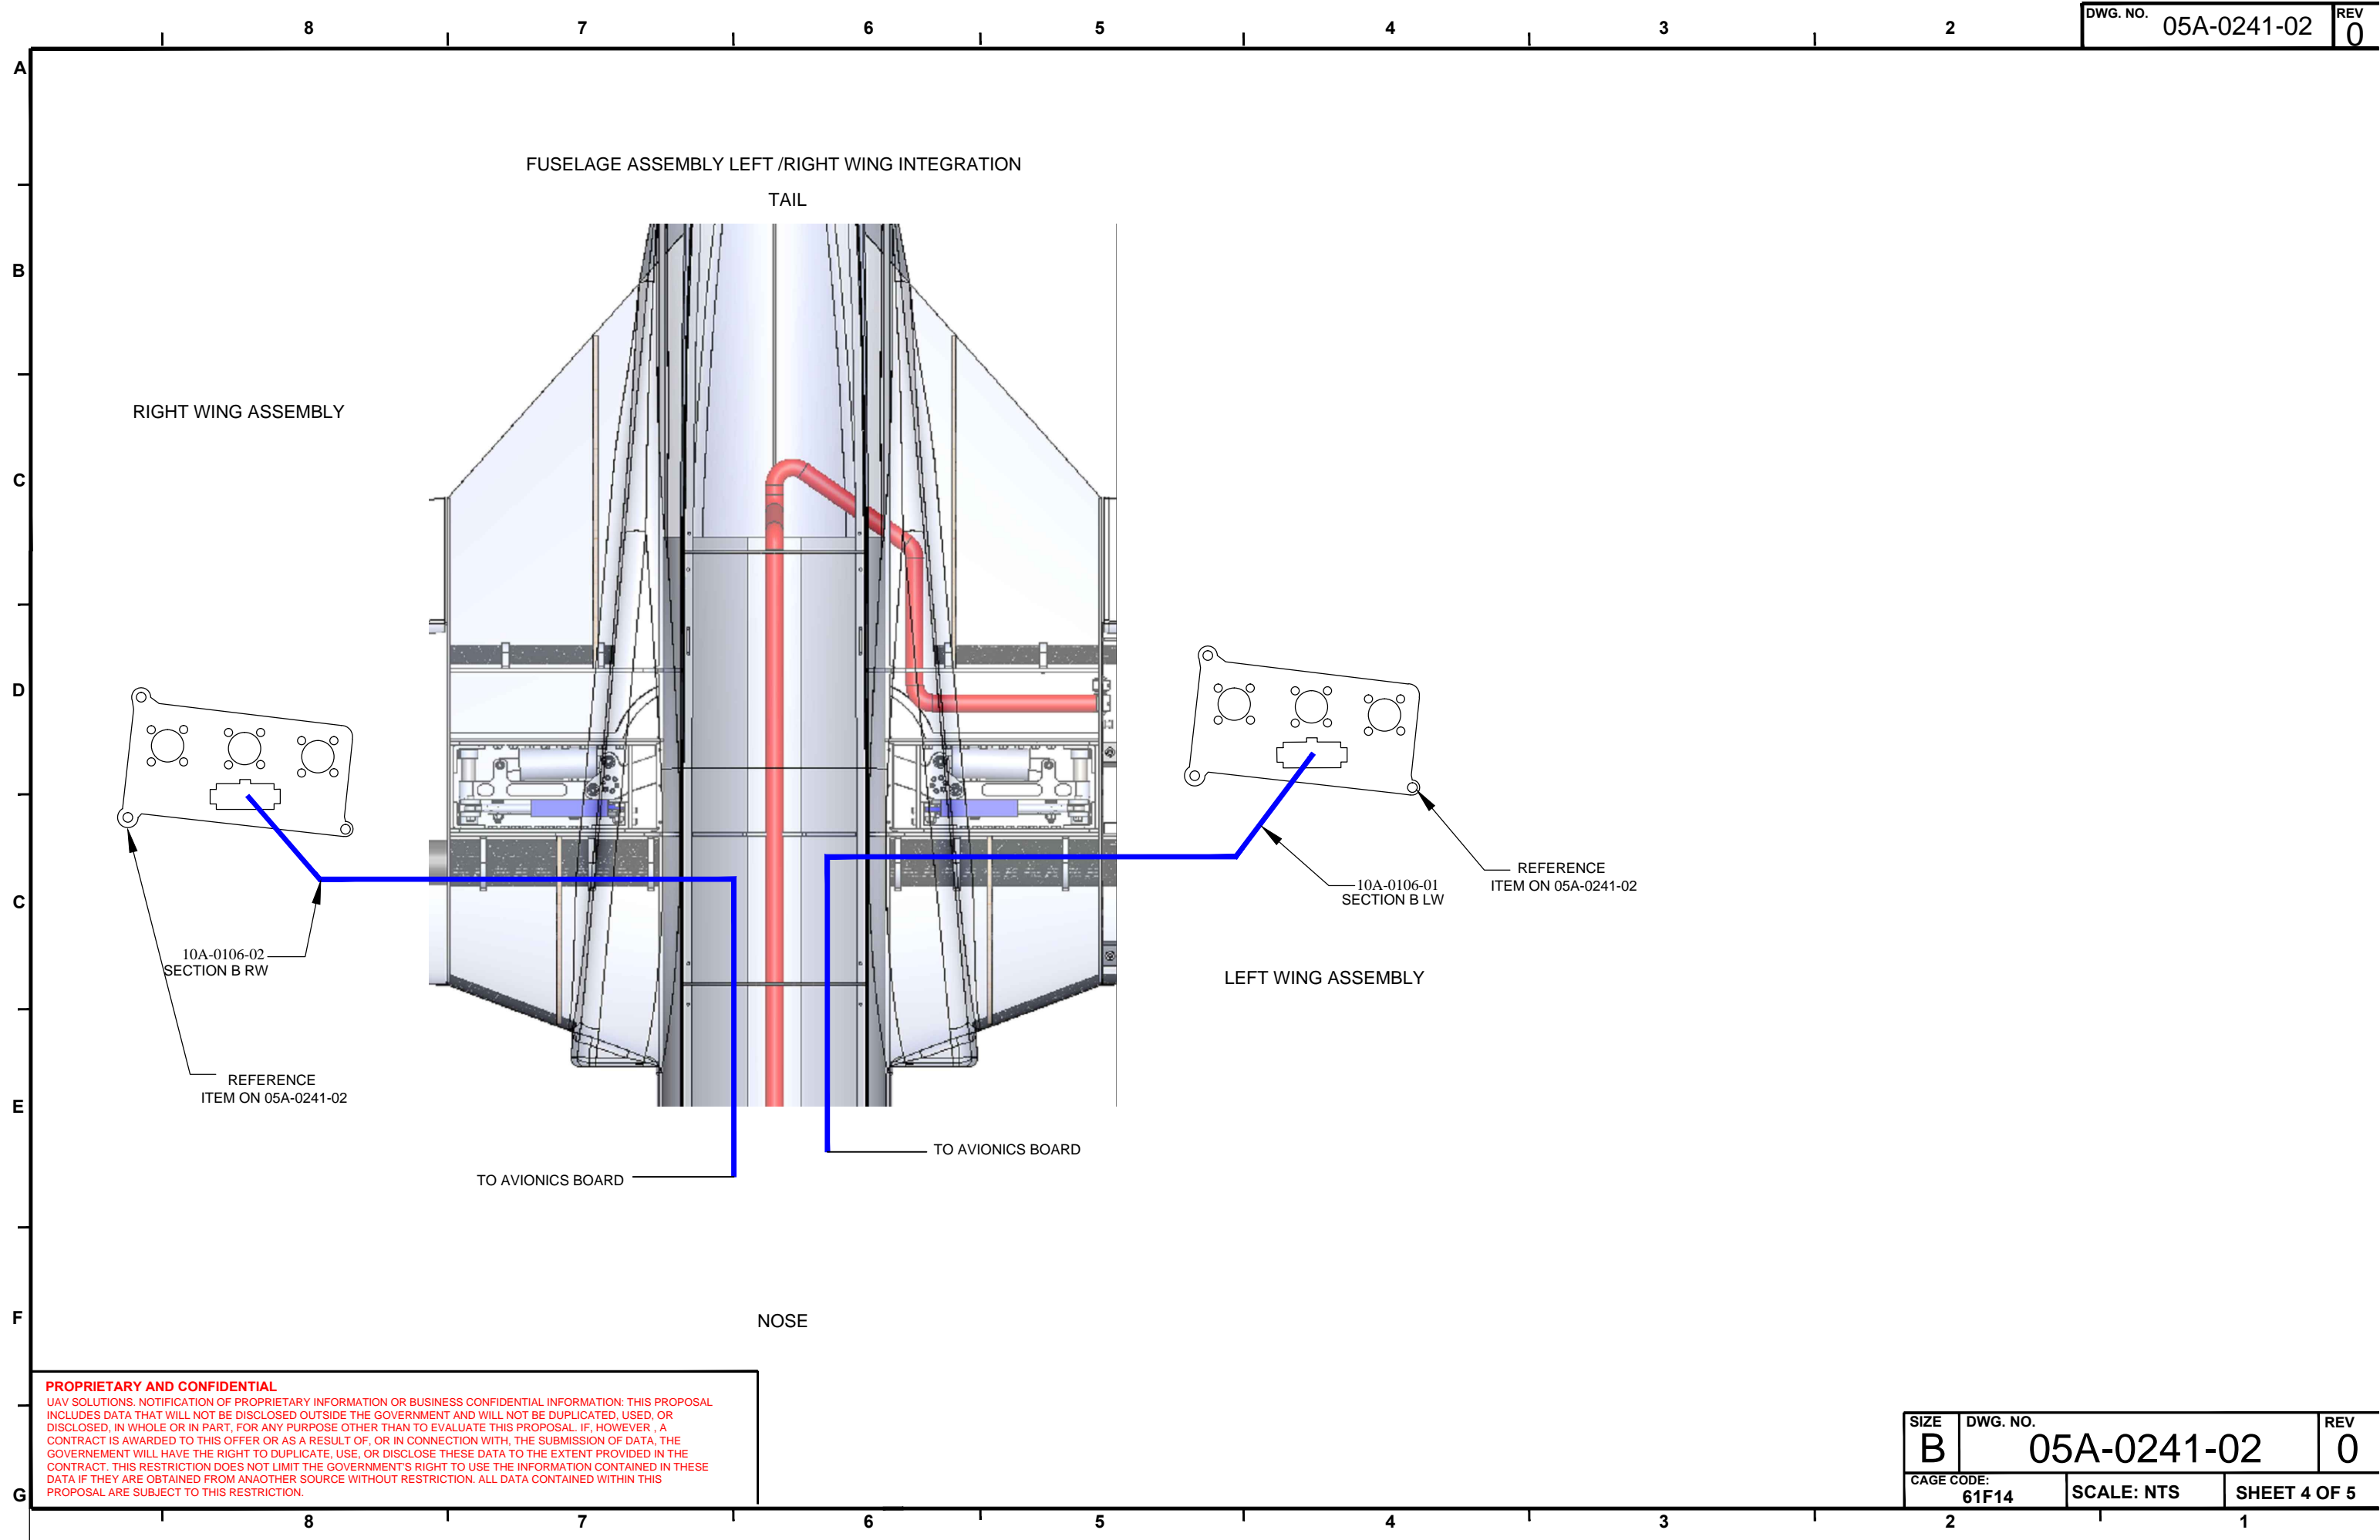 8 7 6 5 4 3 2
DWG. NO. 05A-0241-02 REV 0
A
FUSELAGE ASSEMBLY LEFT /RIGHT WING INTEGRATION
TAIL
B
RIGHT WING ASSEMBLY
C
D
REFERENCE
ITEM ON 05A-0241-02
10A-0106-01
SECTION B LW
C
10A-0106-02
SECTION B RW
LEFT WING ASSEMBLY
REFERENCE
ITEM ON 05A-0241-02
E
TO AVIONICS BOARD
TO AVIONICS BOARD
F
NOSE
PROPRIETARY AND CONFIDENTIAL
UAV SOLUTIONS. NOTIFICATION OF PROPRIETARY INFORMATION OR BUSINESS CONFIDENTIAL INFORMATION: THIS PROPOSAL
INCLUDES DATA THAT WILL NOT BE DISCLOSED OUTSIDE THE GOVERNMENT AND WILL NOT BE DUPLICATED, USED, OR
DISCLOSED, IN WHOLE OR IN PART, FOR ANY PURPOSE OTHER THAN TO EVALUATE THIS PROPOSAL. IF, HOWEVER , A
CONTRACT IS AWARDED TO THIS OFFER OR AS A RESULT OF, OR IN CONNECTION WITH, THE SUBMISSION OF DATA, THE
GOVERNEMENT WILL HAVE THE RIGHT TO DUPLICATE, USE, OR DISCLOSE THESE DATA TO THE EXTENT PROVIDED IN THE
CONTRACT. THIS RESTRICTION DOES NOT LIMIT THE GOVERNMENT'S RIGHT TO USE THE INFORMATION CONTAINED IN THESE
DATA IF THEY ARE OBTAINED FROM ANAOTHER SOURCE WITHOUT RESTRICTION. ALL DATA CONTAINED WITHIN THIS
PROPOSAL ARE SUBJECT TO THIS RESTRICTION.
G
SIZE B DWG. NO. 05A-0241-02 REV 0
CAGE CODE: 61F14 SCALE: NTS SHEET 4 OF 5
8 7 6 5 4 3 2 1